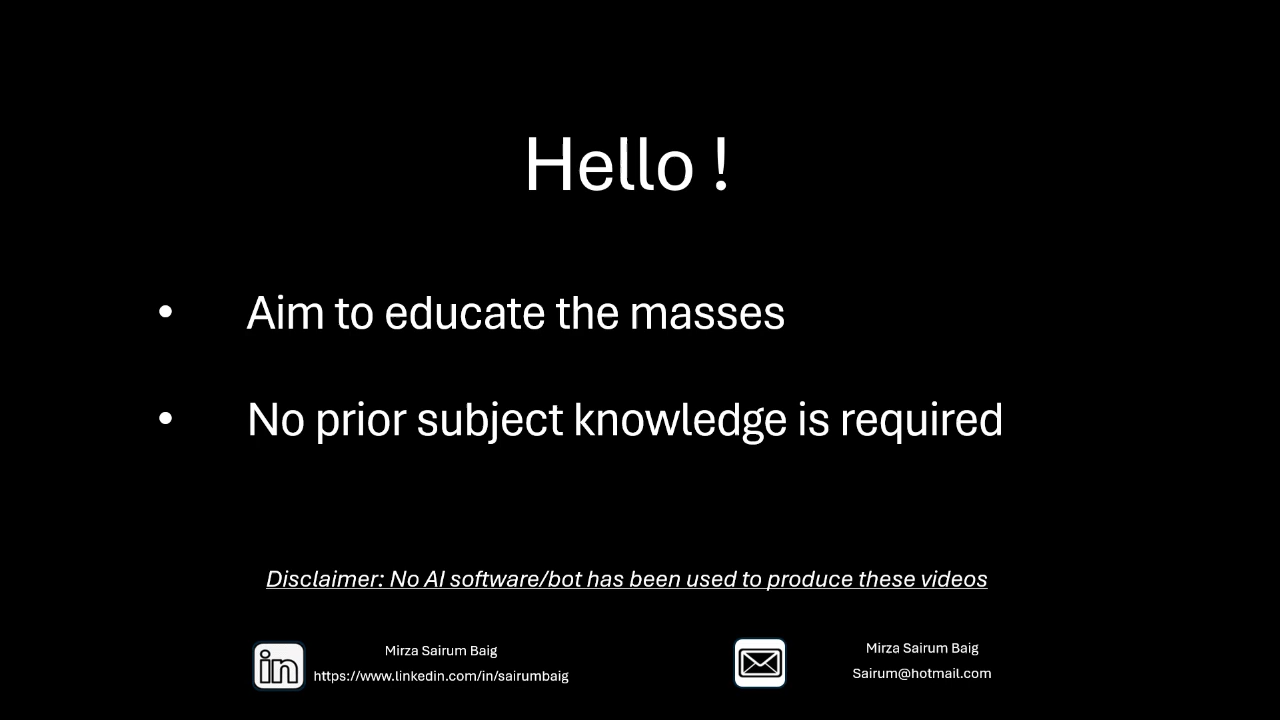 Hello !
• Aim to educate the masses
• No prior subject knowledge is required
Disclaimer: No AI software/bot has been used to produce these videos
in
Mirza Sairum Baig
https://www.linkedin.com/in/sairumbaig
Mirza Sairum Baig
Sairum@hotmail.com